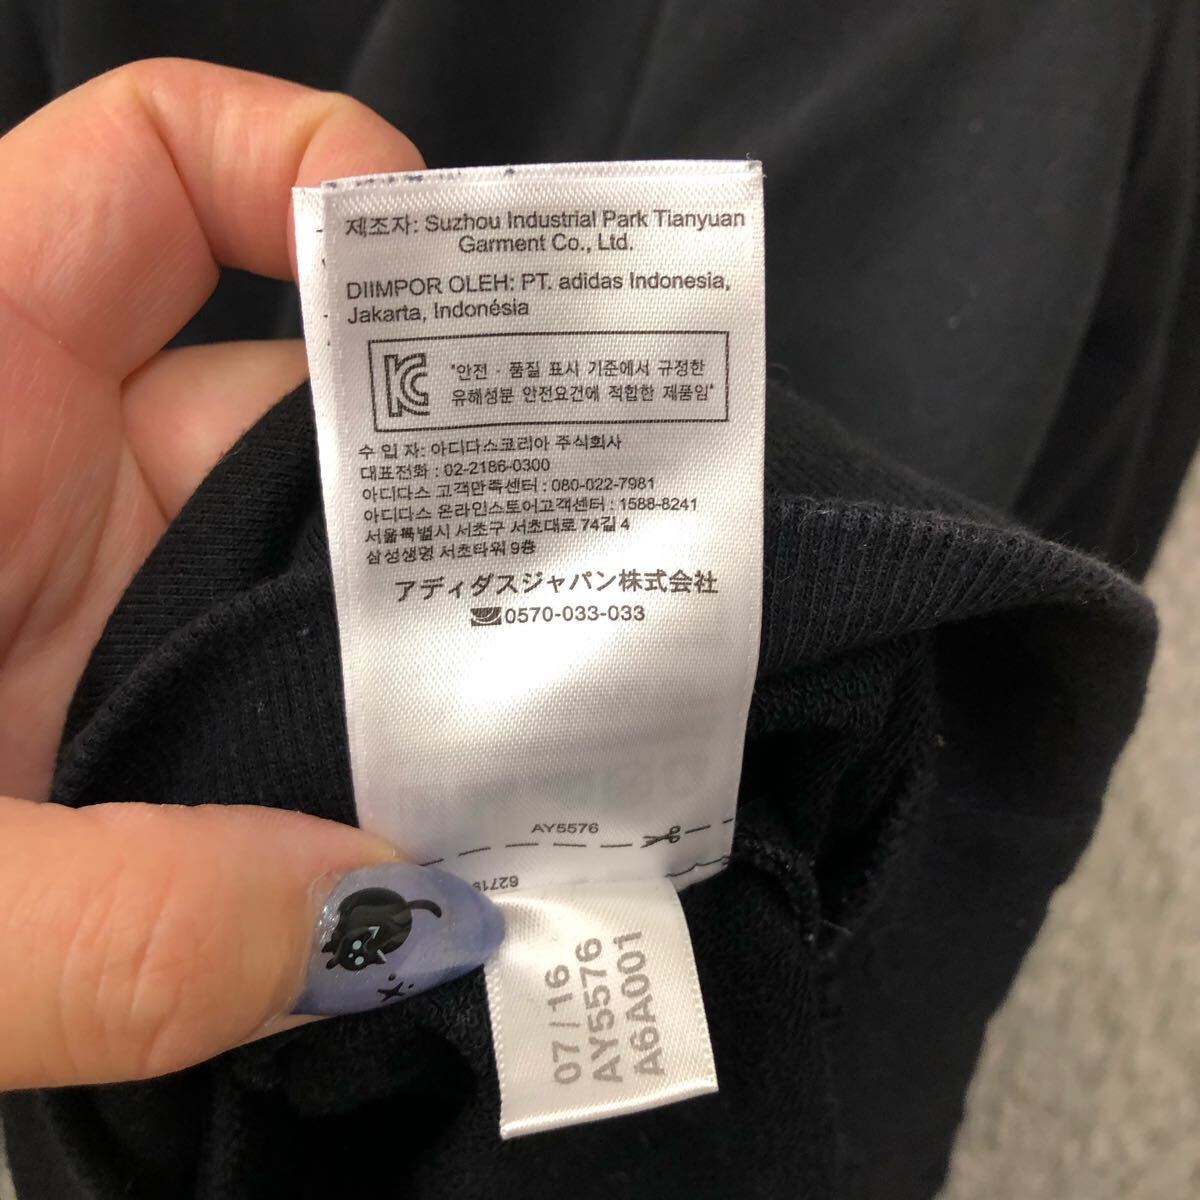 제조자: Suzhou Industrial Park Tianyuan
Garment Co., Ltd.
DIIMPOR OLEH: PT. adidas Indonesia,
Jakarta, Indonésia
"안전 · 품질 표시 기준에서 규정한
유해성분 안전요건에 적합한 제품임"
수 입 자: 아디다스코리아 주식회사
대표전화 : 02-2186-0300
아디다스 고객만족센터 : 080-022-7981
아디다스 온라인스토어고객센터 : 1588-8241
서울특별시 서초구 서초대로 74길 4
삼성생명 서초타워 9층
アディダスジャパン株式会社
0570-033-033
AY5576
07/16
AY5576
A6A001